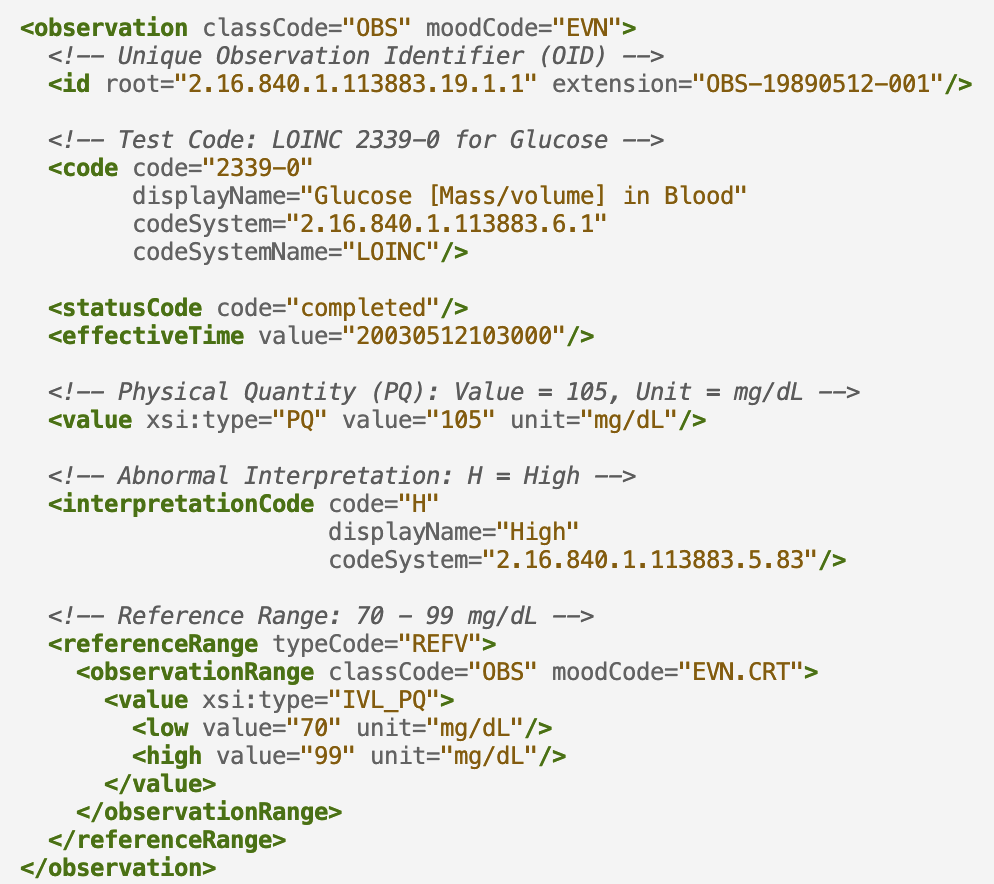 <observation classCode="OBS" moodCode="EVN">
  <!-- Unique Observation Identifier (OID) -->
  <id root="2.16.840.1.113883.19.1.1" extension="OBS-19890512-001"/>

  <!-- Test Code: LOINC 2339-0 for Glucose -->
  <code code="2339-0"
        displayName="Glucose [Mass/volume] in Blood"
        codeSystem="2.16.840.1.113883.6.1"
        codeSystemName="LOINC"/>

  <statusCode code="completed"/>
  <effectiveTime value="20030512103000"/>

  <!-- Physical Quantity (PQ): Value = 105, Unit = mg/dL -->
  <value xsi:type="PQ" value="105" unit="mg/dL"/>

  <!-- Abnormal Interpretation: H = High -->
  <interpretationCode code="H"
                      displayName="High"
                      codeSystem="2.16.840.1.113883.5.83"/>

  <!-- Reference Range: 70 - 99 mg/dL -->
  <referenceRange typeCode="REFV">
    <observationRange classCode="OBS" moodCode="EVN.CRT">
      <value xsi:type="IVL_PQ">
        <low value="70" unit="mg/dL"/>
        <high value="99" unit="mg/dL"/>
      </value>
    </observationRange>
  </referenceRange>
</observation>